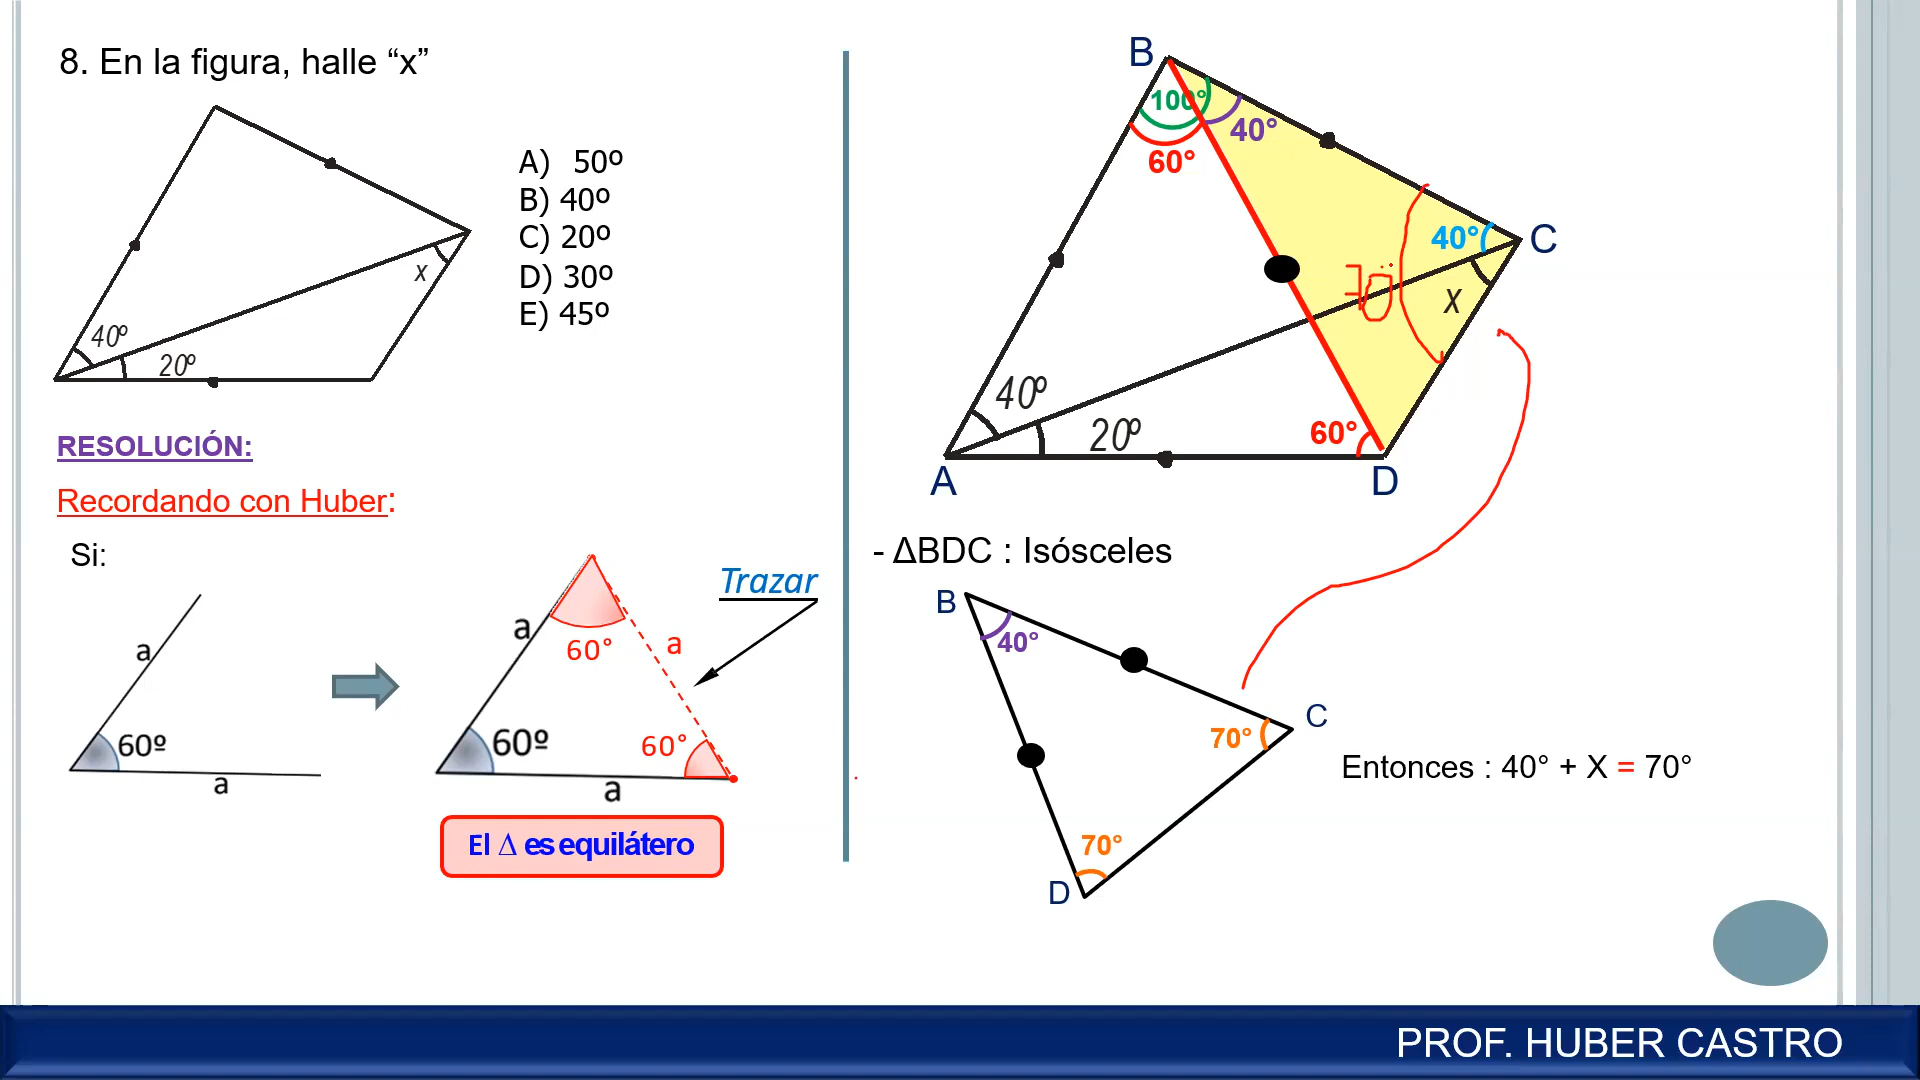 8. En la figura, halle “x”
A) 50º
B) 40º
C) 20º
D) 30º
E) 45º
40º
20º
x
RESOLUCIÓN:
Recordando con Huber:
Si:
a
60º
a
a
60°
a
60º
60°
a
Trazar
El Δ es equilátero
B
100°
40°
60°
40°
C
x
70
40º
20º
60°
A
D
- ΔBDC : Isósceles
B
40°
C
70°
70°
D
Entonces : 40° + X = 70°
PROF. HUBER CASTRO